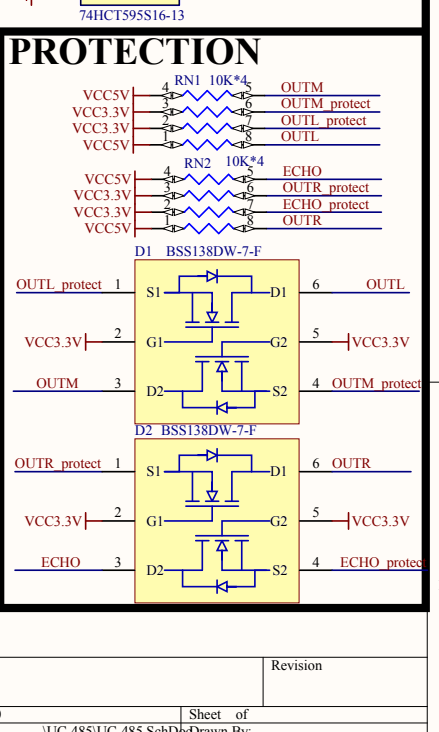 74HCT595S16-13
PROTECTION
RN1 10K*4
VCC5V 4 5 OUTM
VCC3.3V 3 6 OUTM_protect
VCC3.3V 2 7 OUTL_protect
VCC5V 1 8 OUTL
RN2 10K*4
VCC5V 4 5 ECHO
VCC3.3V 3 6 OUTR_protect
VCC3.3V 2 7 ECHO_protect
VCC5V 1 8 OUTR
D1 BSS138DW-7-F
OUTL_protect 1 S1 D1 6 OUTL
VCC3.3V 2 G1 G2 5 VCC3.3V
OUTM 3 D2 S2 4 OUTM_protect
D2 BSS138DW-7-F
OUTR_protect 1 S1 D1 6 OUTR
VCC3.3V 2 G1 G2 5 VCC3.3V
ECHO 3 D2 S2 4 ECHO_protect
Revision
Sheet of
\UC-485\UC-485.SchDoc Drawn By: